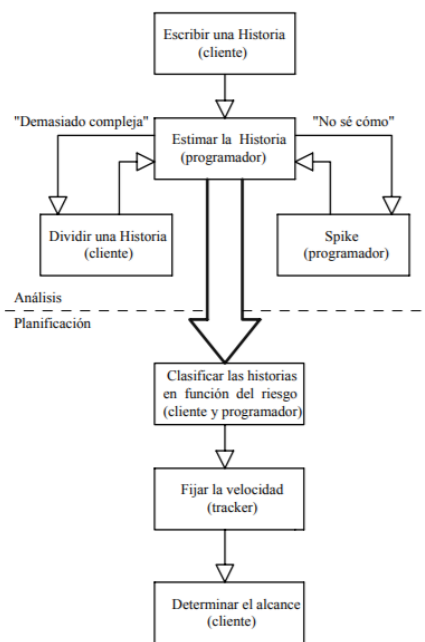 Escribir una Historia
(cliente)
"Demasiado compleja"
"No sé cómo"
Estimar la Historia
(programador)
Dividir una Historia
(cliente)
Spike
(programador)
Análisis
Planificación
Clasificar las historias
en función del riesgo
(cliente y programador)
Fijar la velocidad
(tracker)
Determinar el alcance
(cliente)